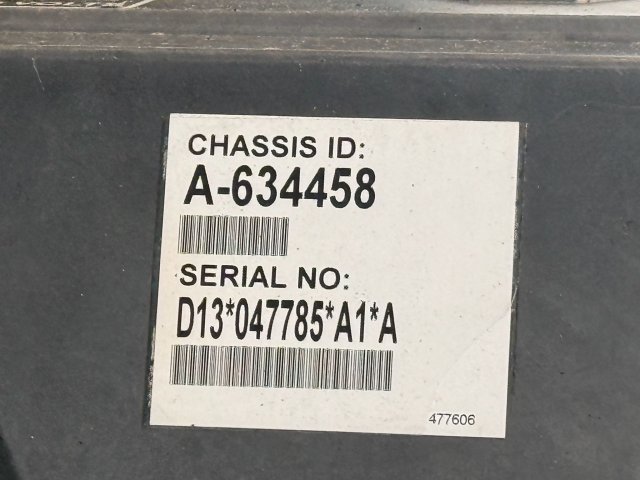 CHASSIS ID:
A-634458
SERIAL NO:
D13*047785*A1*A
477606